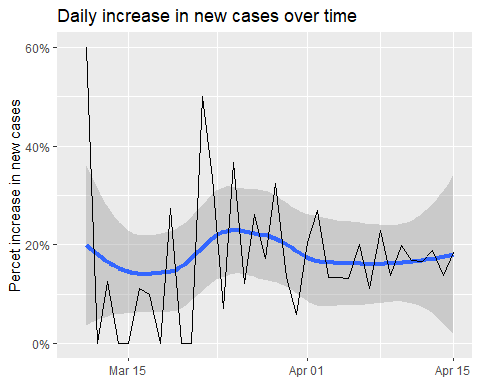 Daily increase in new cases over time
Percet increase in new cases
60%
40%
20%
0%
Mar 15
Apr 01
Apr 15